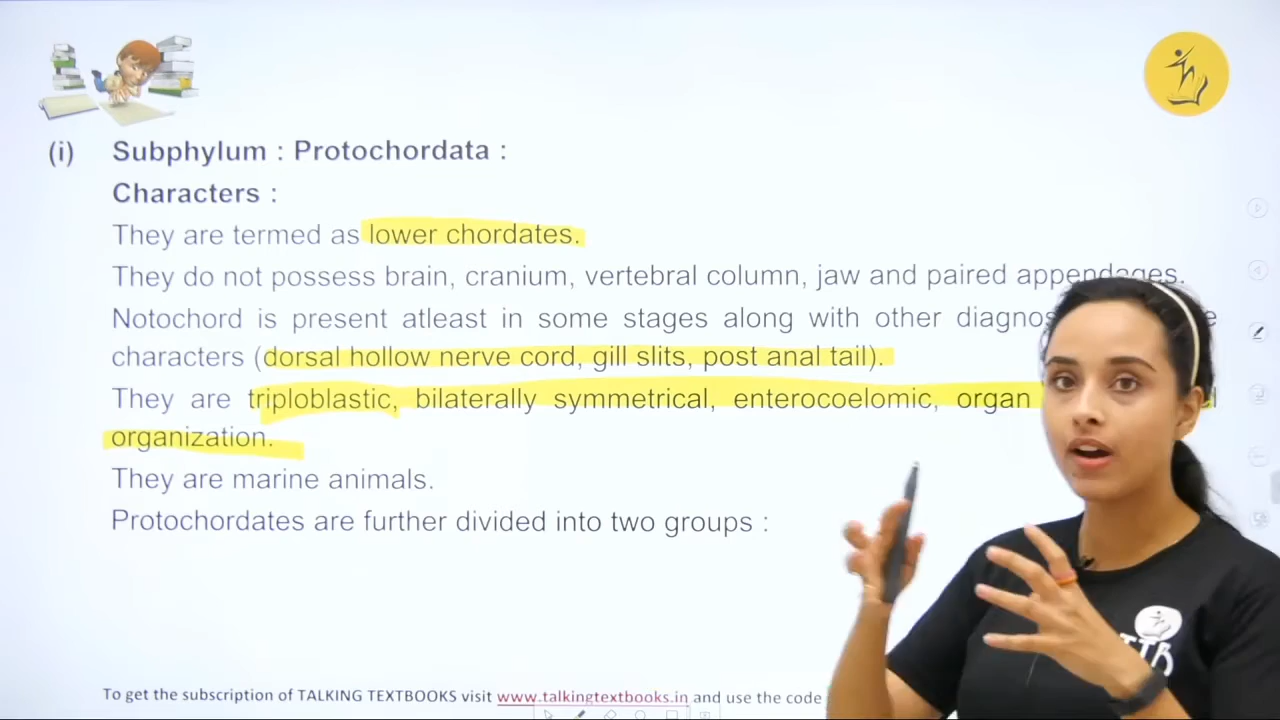 (i) Subphylum : Protochordata :
Characters :
They are termed as lower chordates.
They do not possess brain, cranium, vertebral column, jaw and paired appendages.
Notochord is present atleast in some stages along with other
characters (dorsal hollow nerve cord, gill slits, post anal tail).
They are triploblastic, bilaterally symmetrical, enterocoelomic, organ
organization.
They are marine animals.
Protochordates are further divided into two groups :
To get the subscription of TALKING TEXTBOOKS visit www.talkingtextbooks.in and use the code